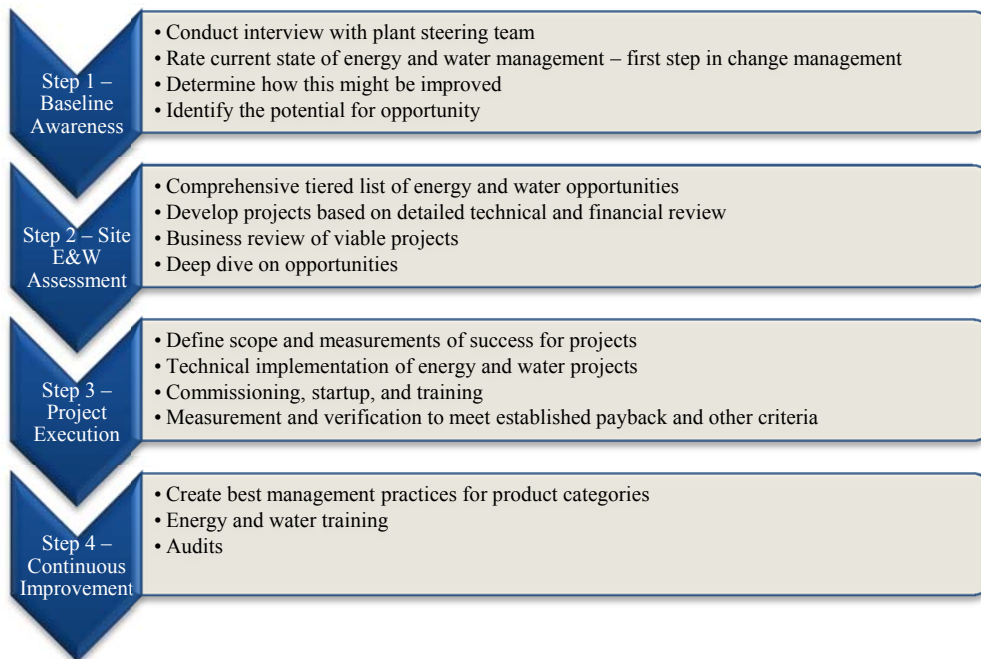 Step 1 –
Baseline
Awareness
• Conduct interview with plant steering team
• Rate current state of energy and water management – first step in change management
• Determine how this might be improved
• Identify the potential for opportunity
Step 2 – Site
E&W
Assessment
• Comprehensive tiered list of energy and water opportunities
• Develop projects based on detailed technical and financial review
• Business review of viable projects
• Deep dive on opportunities
Step 3 –
Project
Execution
• Define scope and measurements of success for projects
• Technical implementation of energy and water projects
• Commissioning, startup, and training
• Measurement and verification to meet established payback and other criteria
Step 4 –
Continuous
Improvement
• Create best management practices for product categories
• Energy and water training
• Audits